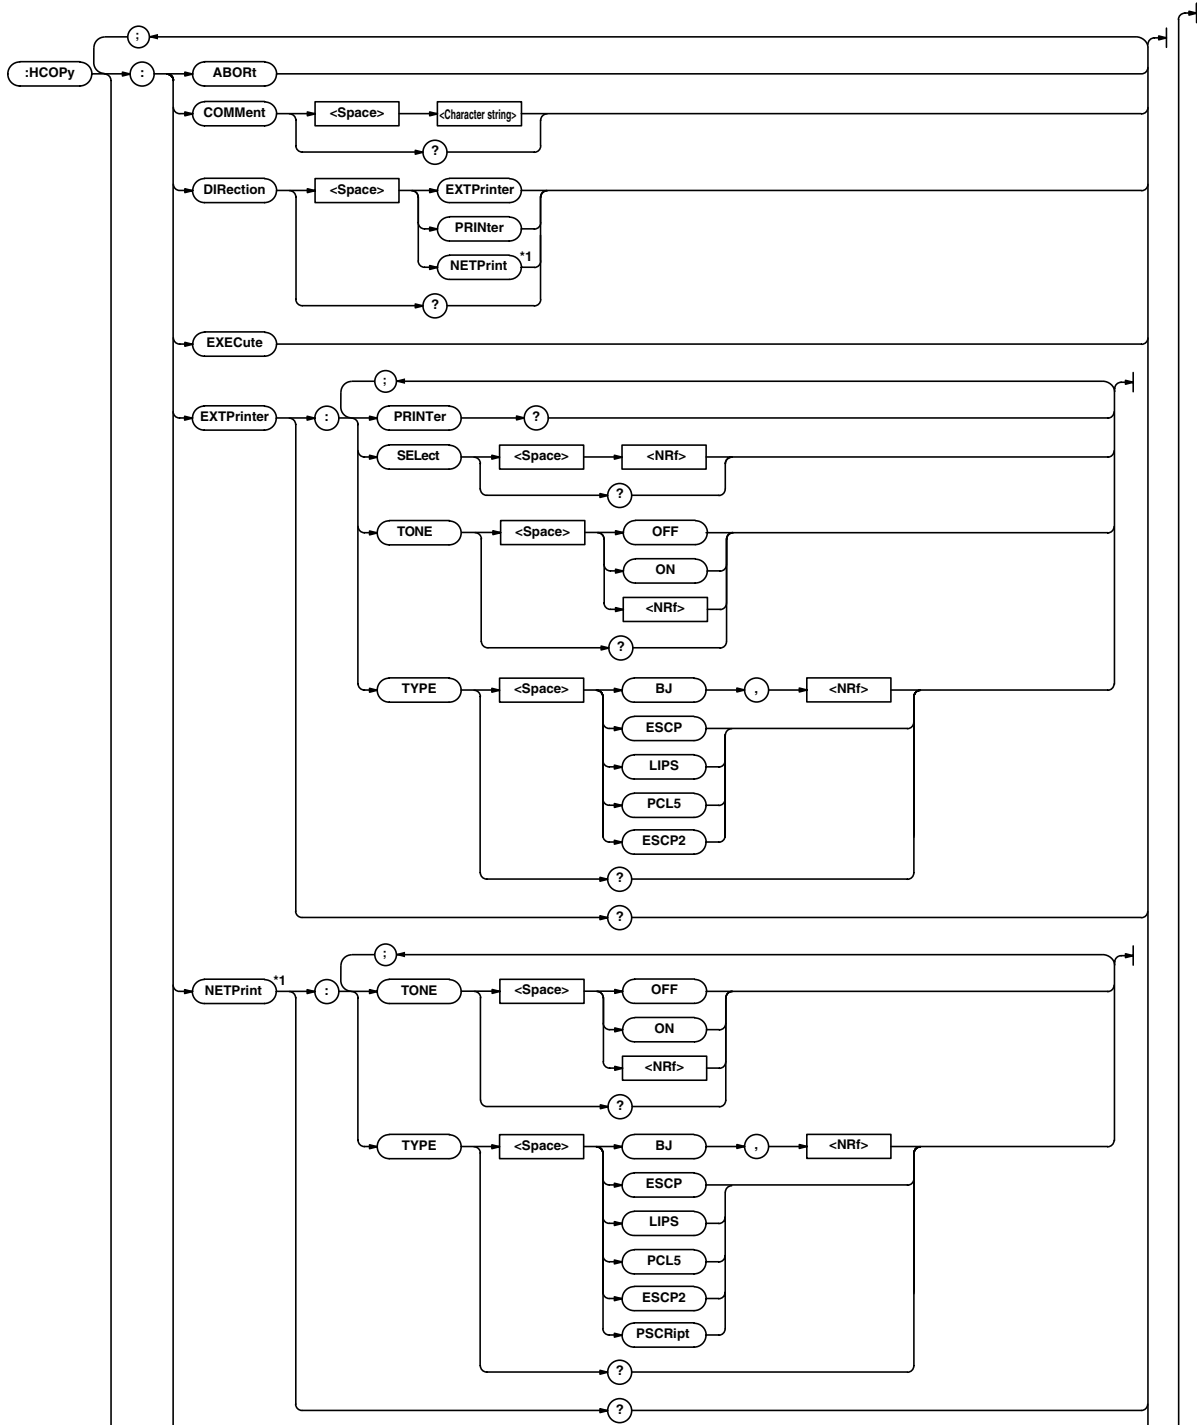 ;
:HCOPy : ABORt
COMMent <Space> <Character string>
?
DIRection <Space> EXTPrinter
PRINter
NETPrint *1
?
EXECute
;
EXTPrinter : PRINTer ?
SELect <Space> <NRf>
?
TONE <Space> OFF
ON
<NRf>
?
TYPE <Space> BJ , <NRf>
ESCP
LIPS
PCL5
ESCP2
?
?
;
NETPrint *1 : TONE <Space> OFF
ON
<NRf>
?
TYPE <Space> BJ , <NRf>
ESCP
LIPS
PCL5
ESCP2
PSCRipt
?
?